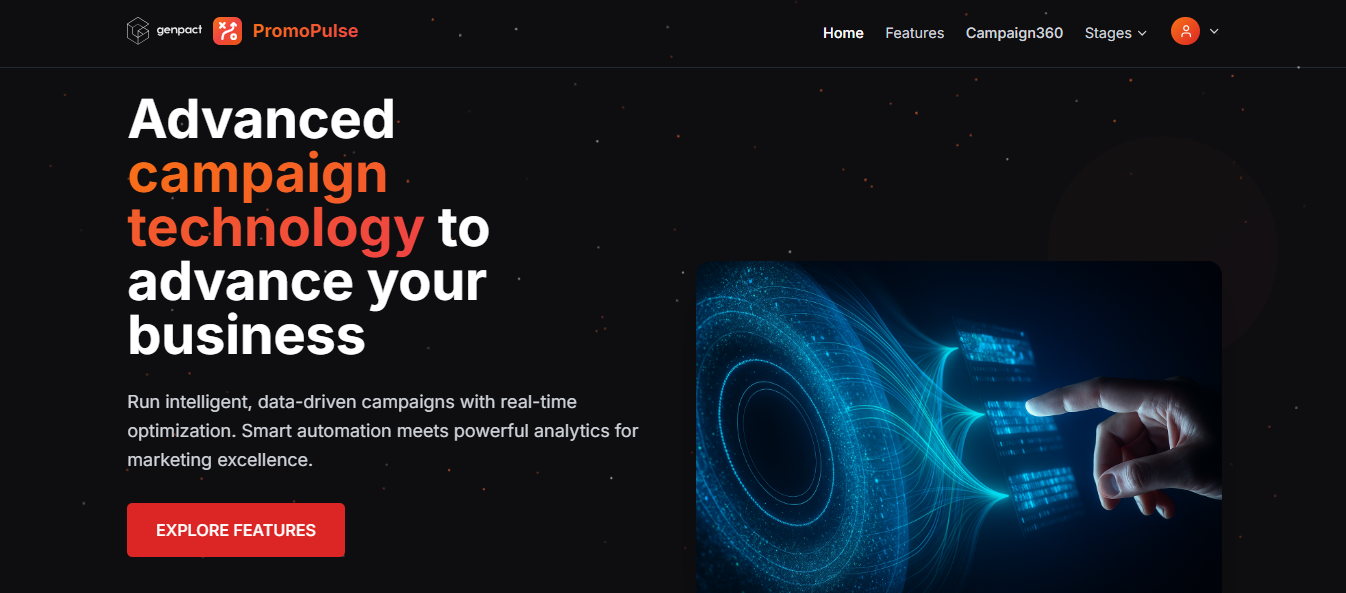 genpact PromoPulse Home Features Campaign360 Stages
Advanced
campaign
technology to
advance your
business
Run intelligent, data-driven campaigns with real-time
optimization. Smart automation meets powerful analytics for
marketing excellence.
EXPLORE FEATURES